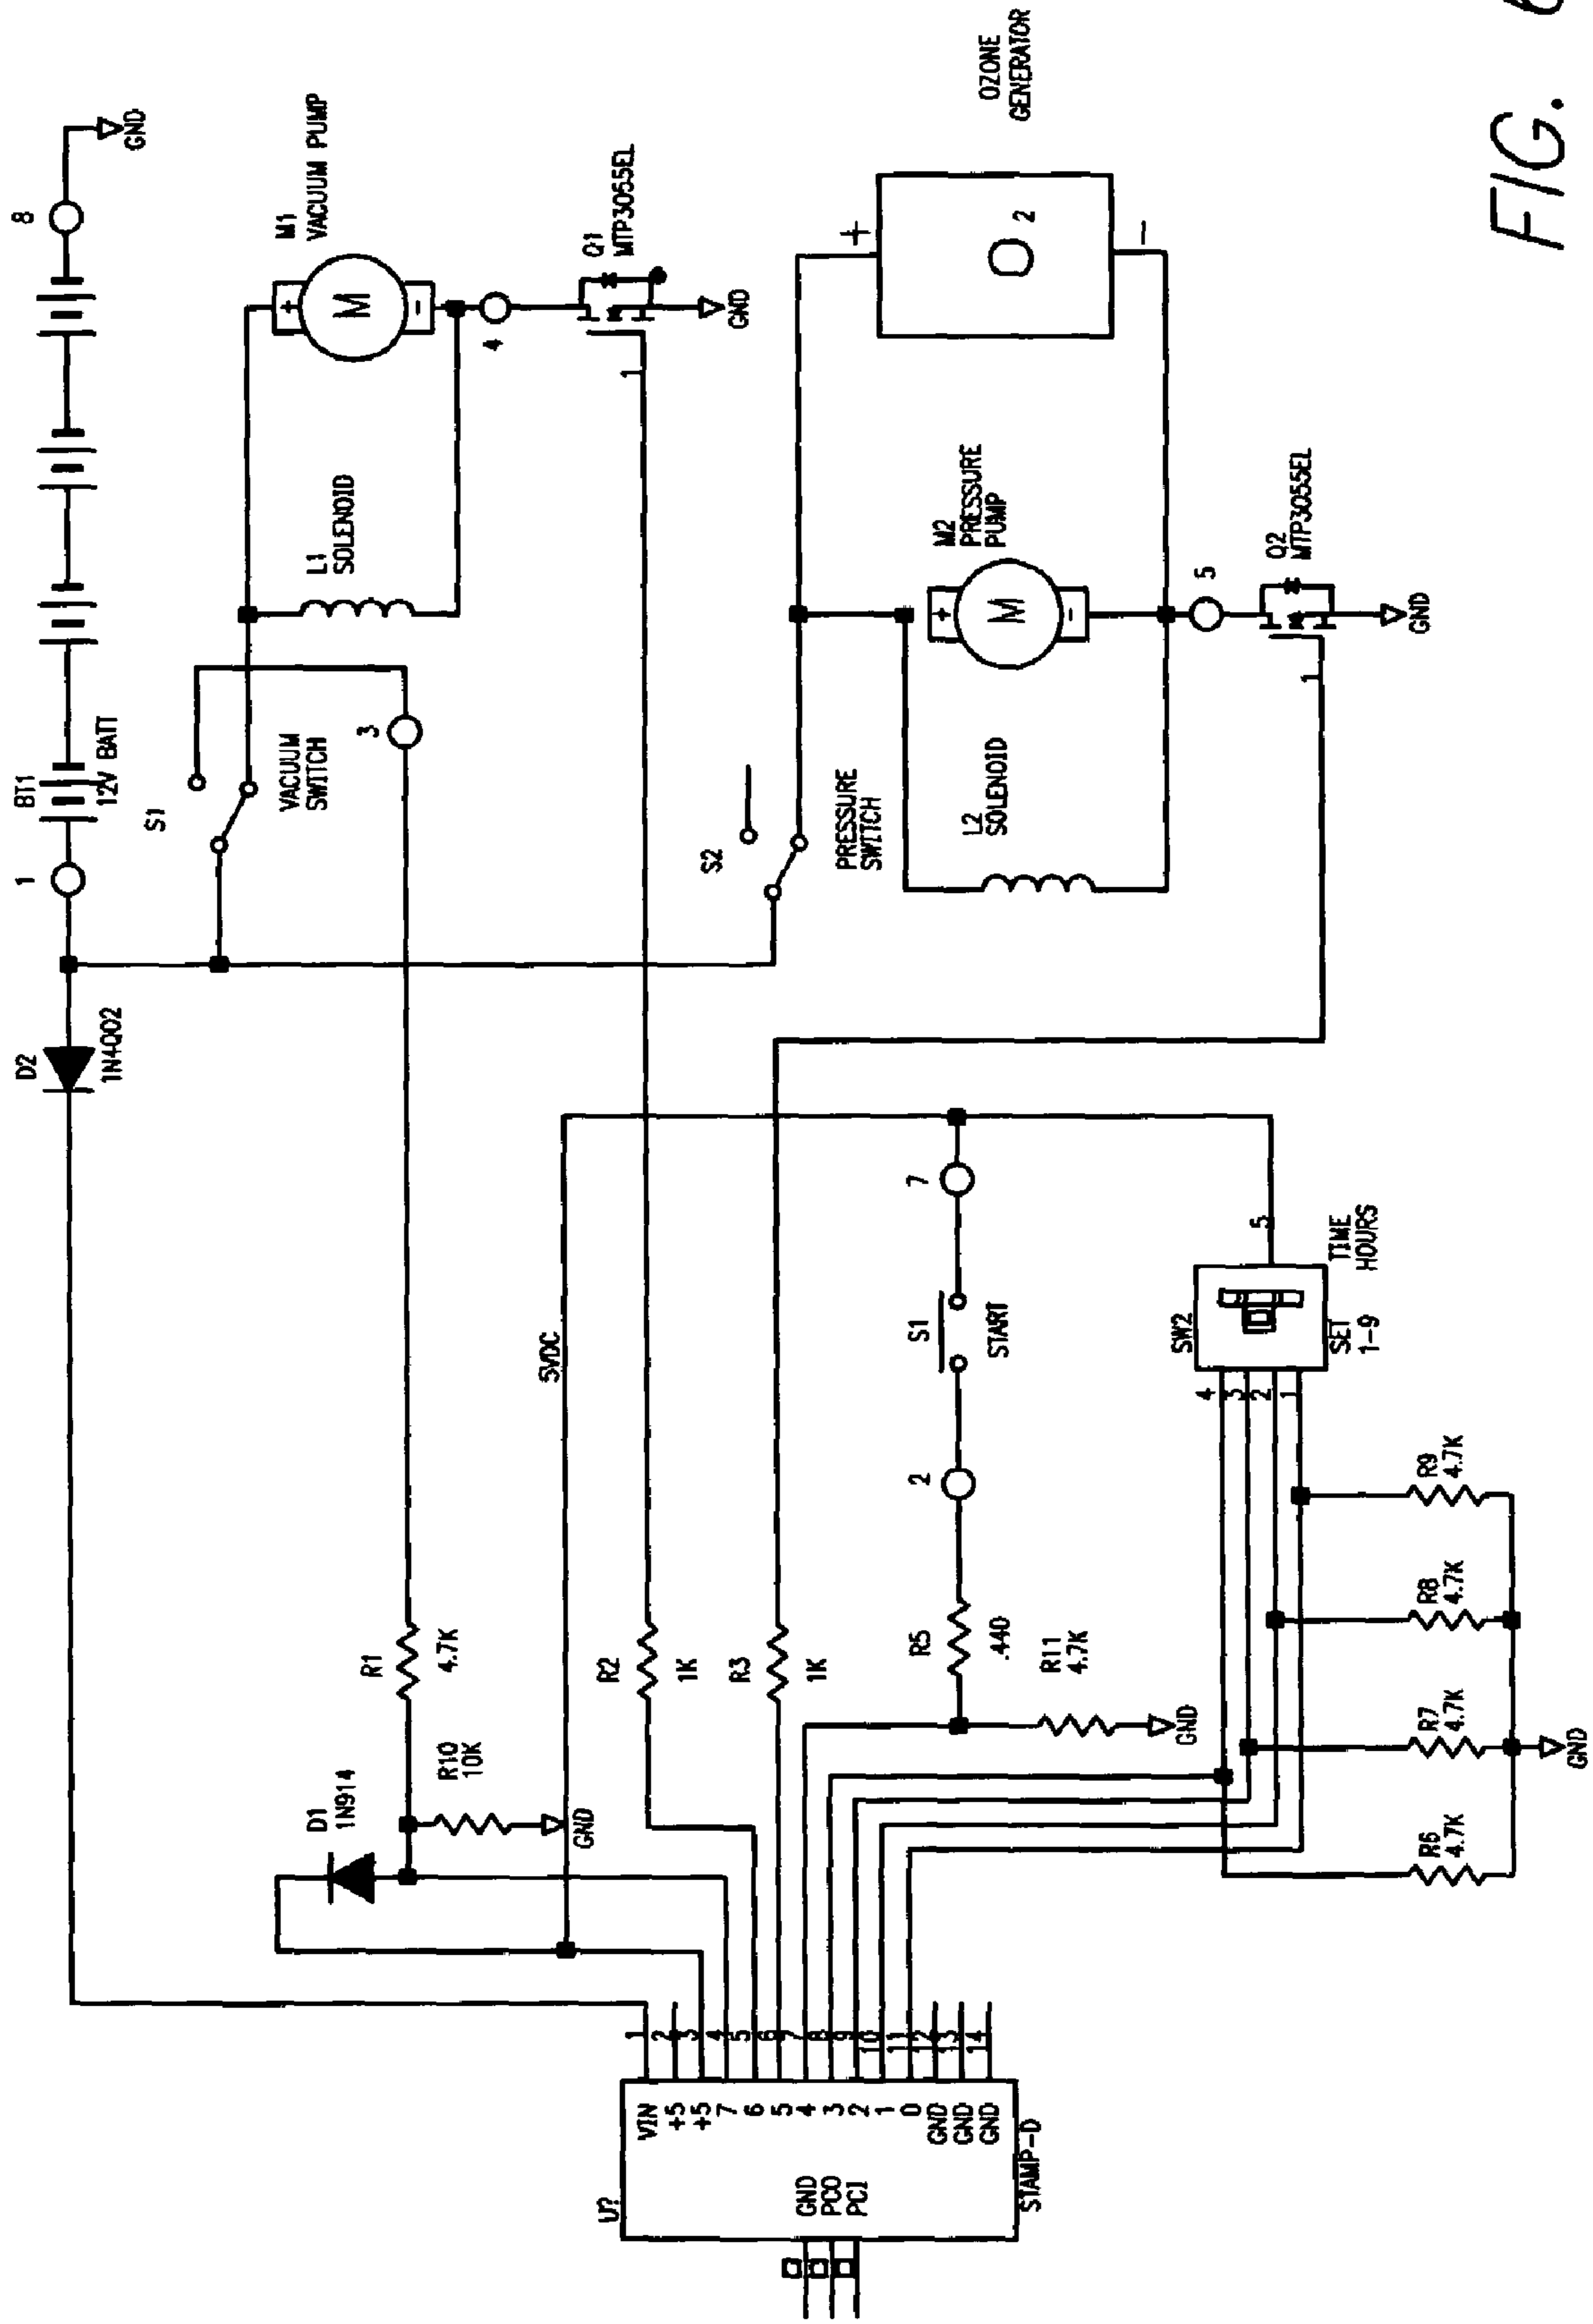 8
GND
BT1
12V BATT
1
D2
1N4002
M1
VACUUM PUMP
+
M
-
L1
SOLENOID
S1
VACUUM
SWITCH
3
4
Q1
MTP3055EL
1
GND
OZONE
GENERATOR
+
O 2
-
S2
PRESSURE
SWITCH
M2
PRESSURE
PUMP
+
M
-
L2
SOLENOID
5
Q2
MTP3055EL
1
GND
R1
4.7K
D1
1N914
R10
10K
GND
5VDC
R2
1K
R3
1K
7
S1
START
2
R5
.440
R11
4.7K
GND
SW2
5
TIME
HOURS
SET
1-9
4
3
2
1
R9
4.7K
R8
4.7K
R7
4.7K
R6
4.7K
GND
U?
VIN 1
+5 2
+5 3
7 4
6 5
5 6
4 7
3 8
2 9
1 10
0 11
GND 12
GND 13
GND 14
GND
PCO
PCI
STAMP-D
FIG.